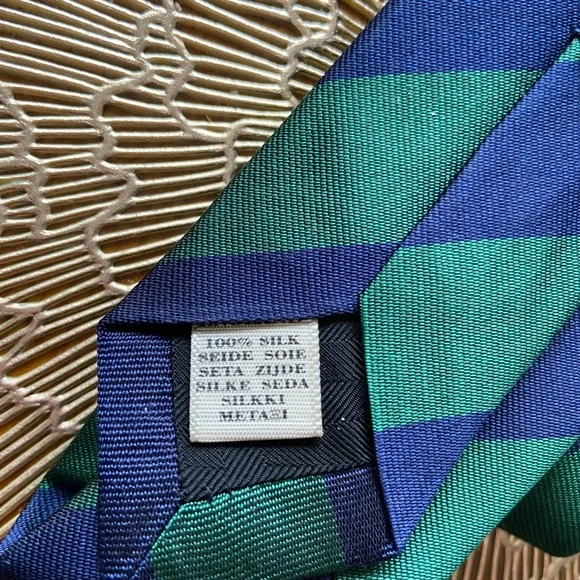 100% SILK
SEIDE SOIE
SETA ZIJDE
SILKE SEDA
SILKKI
ΜΕΤΑΞΙ